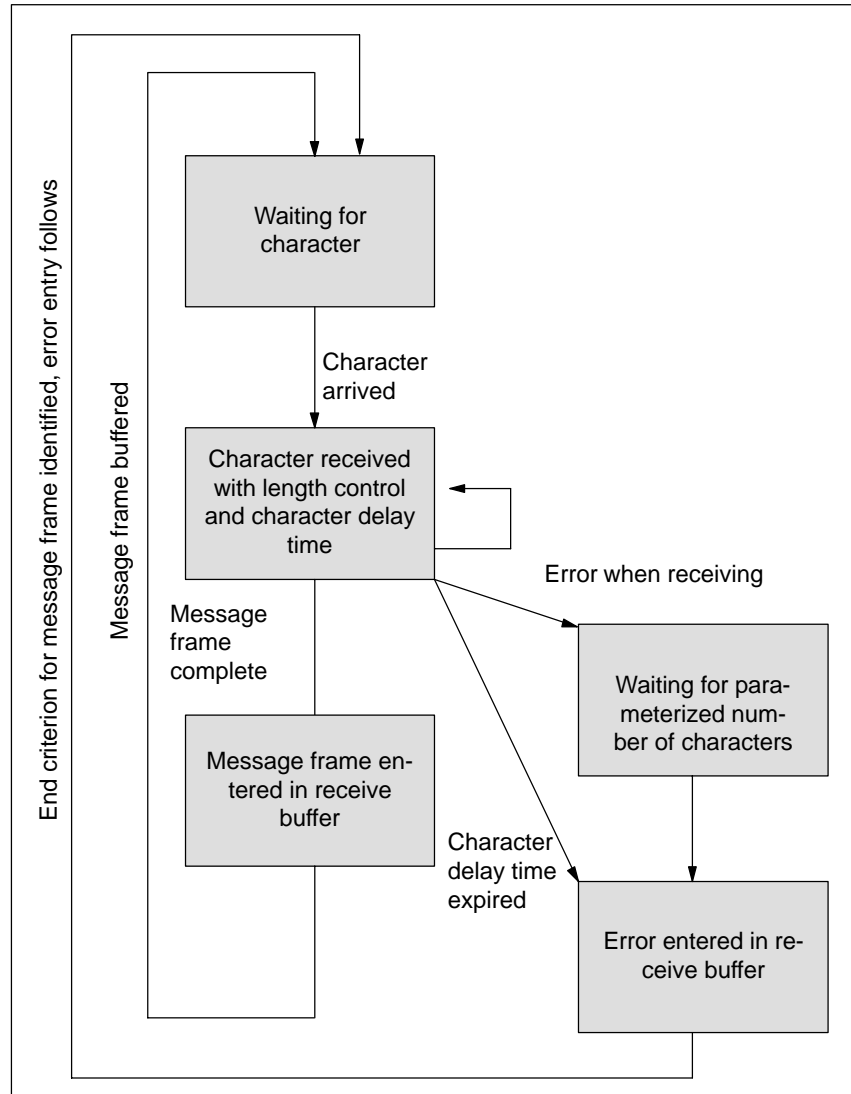 End criterion for message frame identified, error entry follows
Message frame buffered
Waiting for
character
Character
arrived
Character received
with length control
and character delay
time
Error when receiving
Message
frame
complete
Waiting for para-
meterized num-
ber of characters
Message frame en-
tered in receive
buffer
Character
delay time
expired
Error entered in re-
ceive buffer